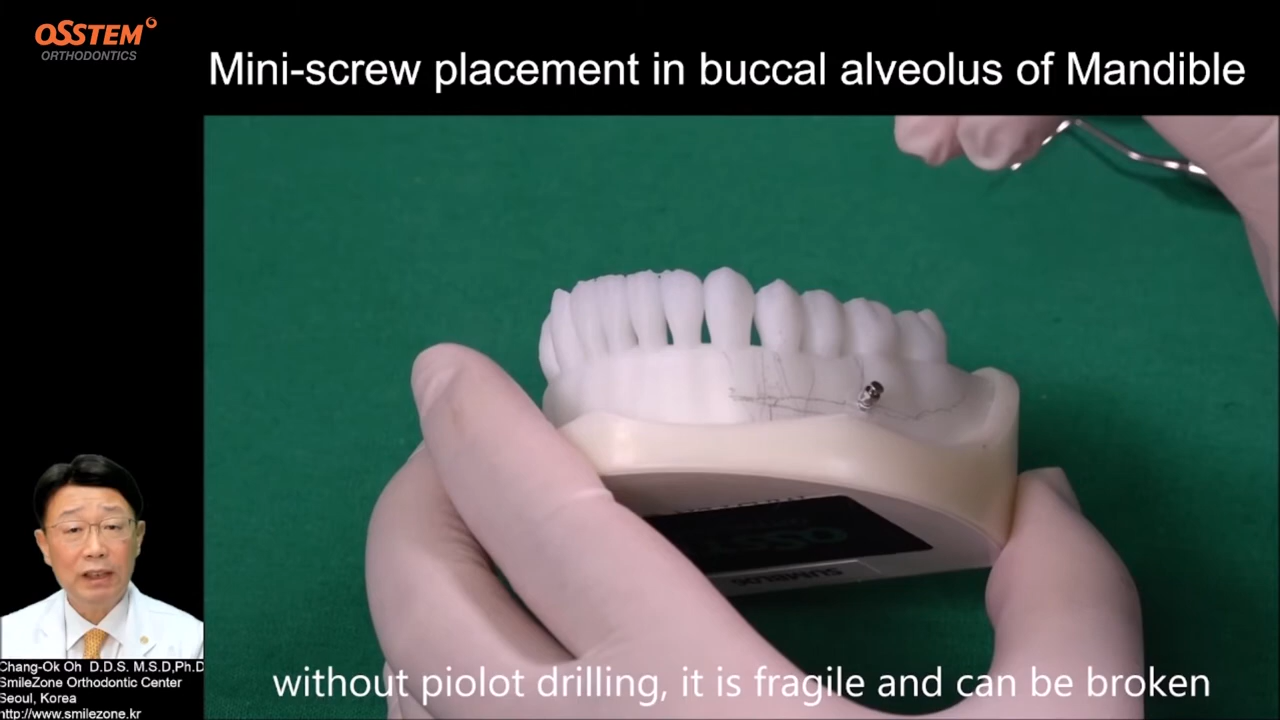 OSSTEM
ORTHODONTICS
Mini-screw placement in buccal alveolus of Mandible
without piolot drilling, it is fragile and can be broken
Chang-Ok Oh D.D.S. M.S.D,Ph.D
SmileZone Orthodontic Center
Seoul, Korea
http://www.smilezone.kr